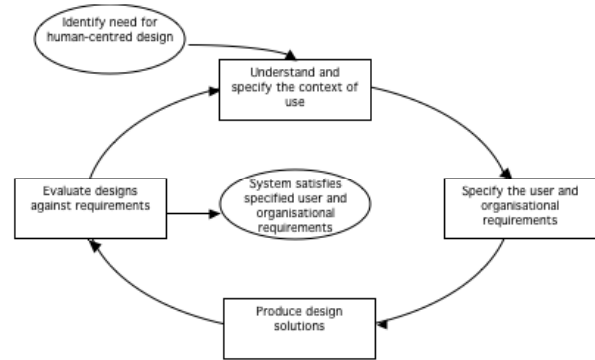 Identify need for
human-centred design
Understand and
specify the context of
use
Evaluate designs
against requirements
System satisfies
specified user and
organisational
requirements
Specify the user and
organisational
requirements
Produce design
solutions